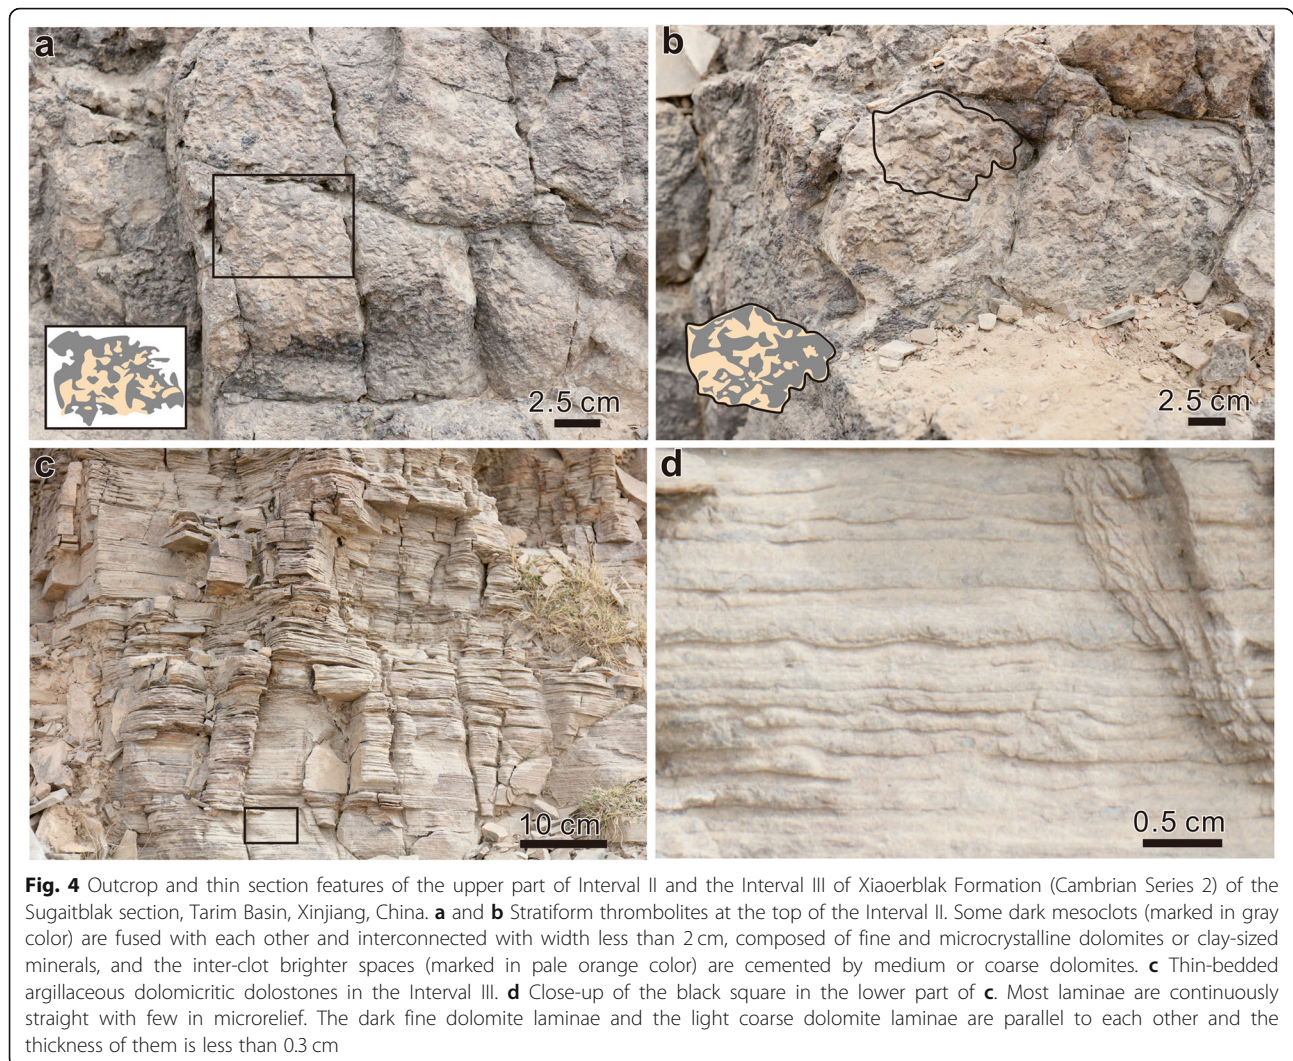 a
b
2.5 cm
2.5 cm
c
d
10 cm
0.5 cm
Fig. 4 Outcrop and thin section features of the upper part of Interval II and the Interval III of Xiaoerblak Formation (Cambrian Series 2) of the
Sugaitblak section, Tarim Basin, Xinjiang, China. a and b Stratiform thrombolites at the top of the Interval II. Some dark mesoclots (marked in gray
color) are fused with each other and interconnected with width less than 2 cm, composed of fine and microcrystalline dolomites or clay-sized
minerals, and the inter-clot brighter spaces (marked in pale orange color) are cemented by medium or coarse dolomites. c Thin-bedded
argillaceous dolomicritic dolostones in the Interval III. d Close-up of the black square in the lower part of c. Most laminae are continuously
straight with few in microrelief. The dark fine dolomite laminae and the light coarse dolomite laminae are parallel to each other and the
thickness of them is less than 0.3 cm